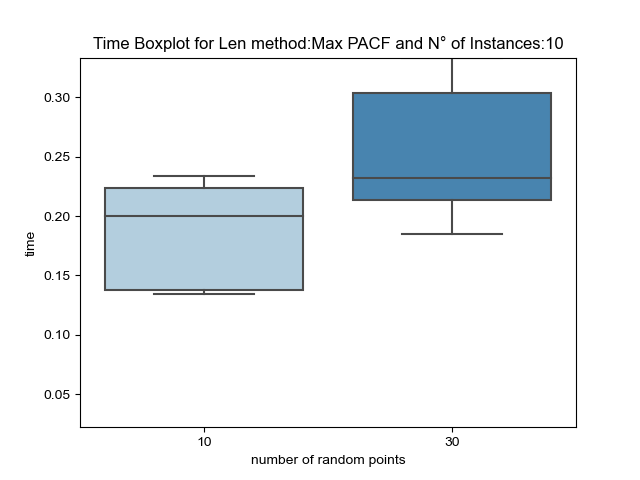 Time Boxplot for Len method:Max PACF and N° of Instances:10
0.30
0.25
0.20
0.15
0.10
0.05
time
10 30
number of random points